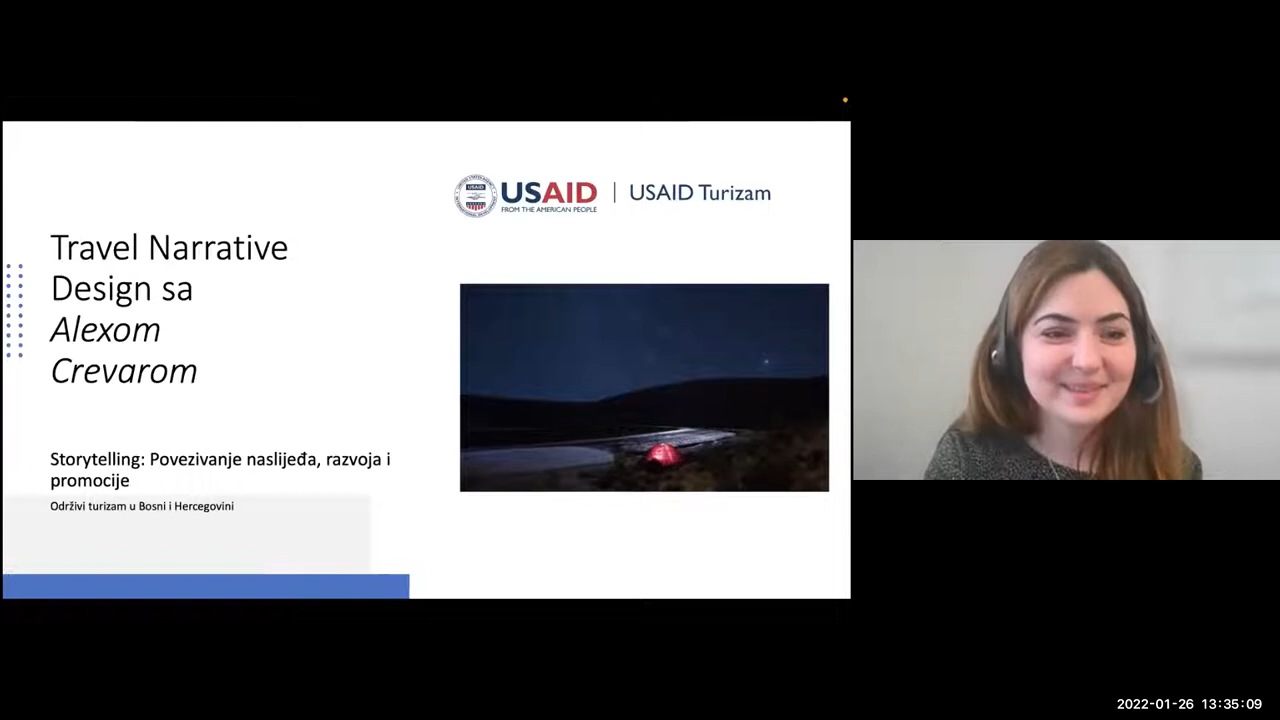 USAID
FROM THE AMERICAN PEOPLE
USAID Turizam
Travel Narrative
Design sa
Alexom
Crevarom
Storytelling: Povezivanje naslijeđa, razvoja i
promocije
Održivi turizam u Bosni i Hercegovini
2022-01-26 13:35:09